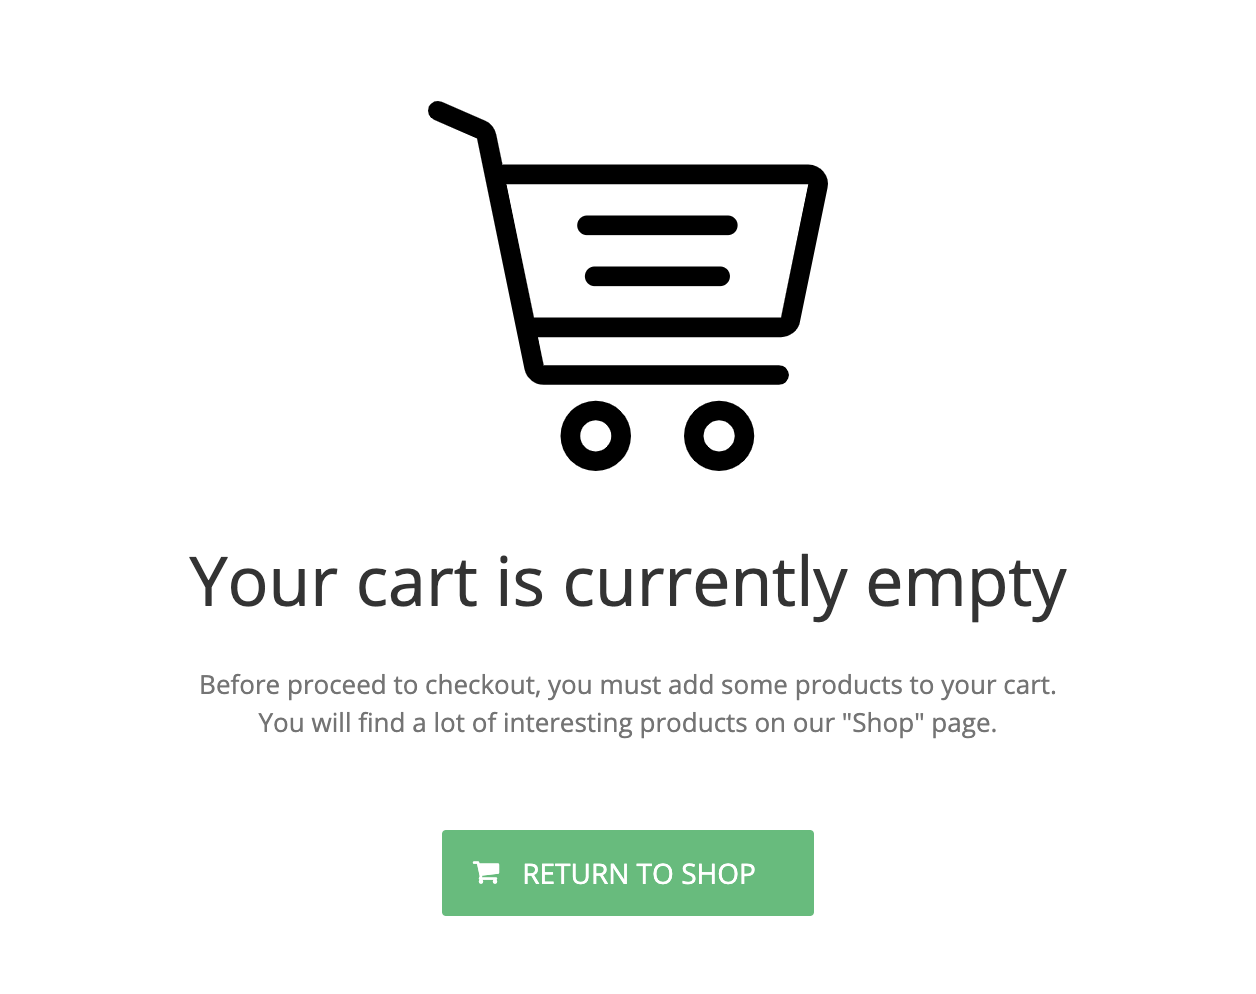 Your cart is currently empty
Before proceed to checkout, you must add some products to your cart.
You will find a lot of interesting products on our "Shop" page.
RETURN TO SHOP